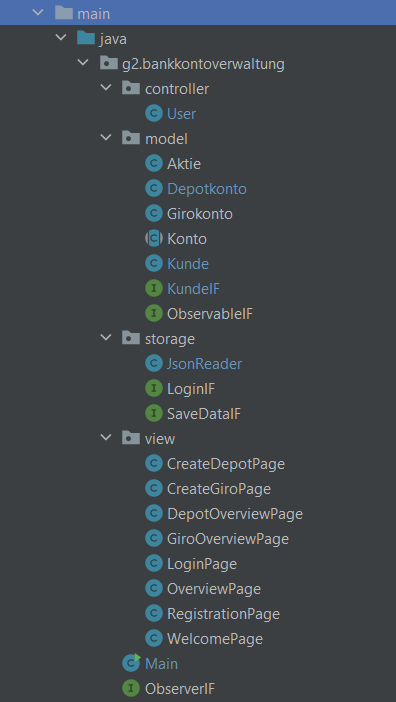 main
java
g2.bankkontoverwaltung
controller
User
model
Aktie
Depotkonto
Girokonto
Konto
Kunde
KundeIF
ObservableIF
storage
JsonReader
LoginIF
SaveDataIF
view
CreateDepotPage
CreateGiroPage
DepotOverviewPage
GiroOverviewPage
LoginPage
OverviewPage
RegistrationPage
WelcomePage
Main
ObserverIF